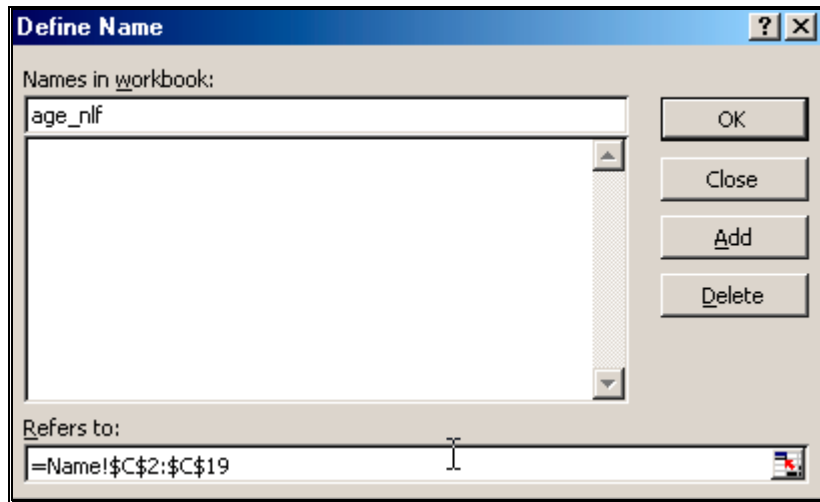 Define Name
Names in workbook:
age_nlf
OK
Close
Add
Delete
Refers to:
=Name!$C$2:$C$19